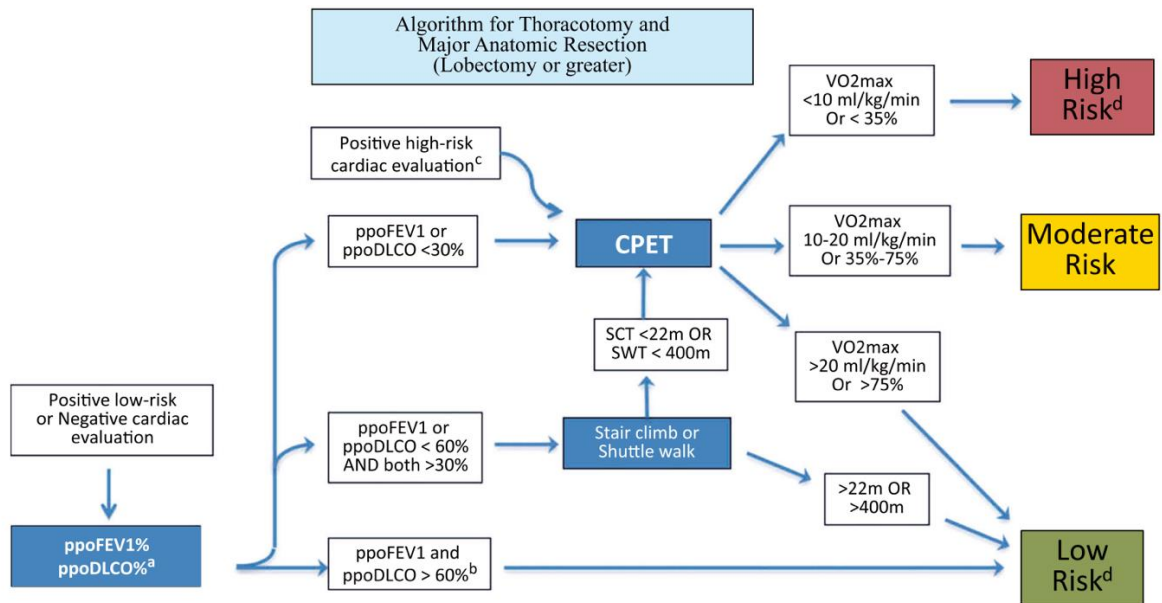 Algorithm for Thoracotomy and
Major Anatomic Resection
(Lobectomy or greater)
VO2max
<10 ml/kg/min
Or < 35%
High
Riskᵈ
Positive high-risk
cardiac evaluationᶜ
ppoFEV1 or
ppoDLCO <30%
CPET
VO2max
10-20 ml/kg/min
Or 35%-75%
Moderate
Risk
SCT <22m OR
SWT < 400m
VO2max
>20 ml/kg/min
Or >75%
Positive low-risk
or Negative cardiac
evaluation
ppoFEV1 or
ppoDLCO < 60%
AND both >30%
Stair climb or
Shuttle walk
>22m OR
>400m
ppoFEV1%
ppoDLCO%ᵃ
ppoFEV1 and
ppoDLCO > 60%ᵇ
Low
Riskᵈ